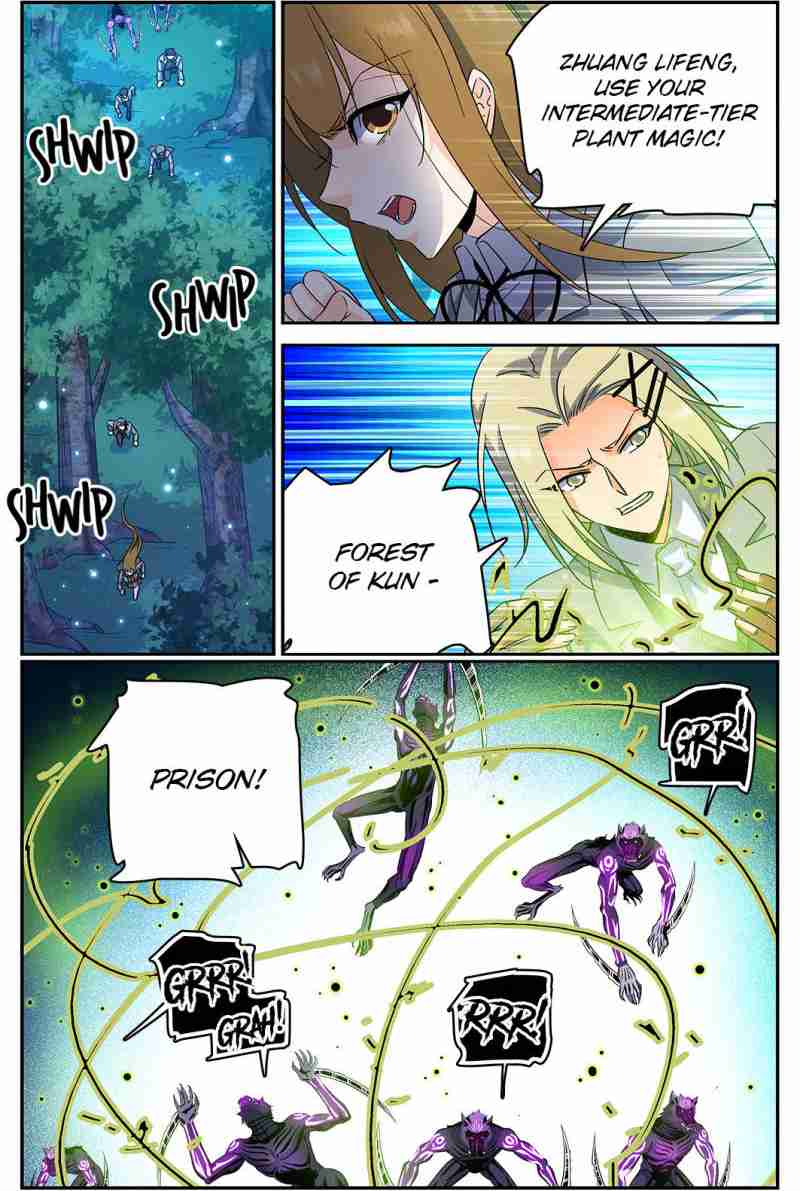 SHWIP
SHWIP
SHWIP
ZHUANG LIFENG,
USE YOUR
INTERMEDIATE-TIER
PLANT MAGIC!
FOREST
OF KUN -
PRISON!
GRR!
GRRR!
GRAH!
RRR!